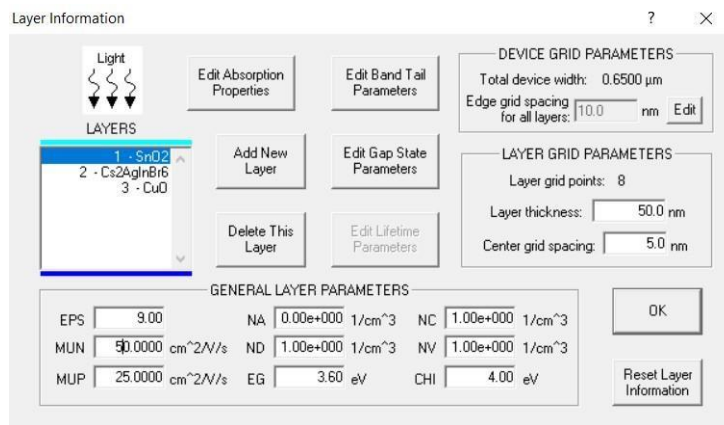 Layer Information ? X
Light
LAYERS
1 - SnO2
2 - Cs2AgInBr6
3 - CuO
Edit Absorption
Properties
Edit Band Tail
Parameters
Add New
Layer
Edit Gap State
Parameters
Delete This
Layer
Edit Lifetime
Parameters
DEVICE GRID PARAMETERS
Total device width: 0.6500 µm
Edge grid spacing
for all layers: 10.0 nm Edit
LAYER GRID PARAMETERS
Layer grid points: 8
Layer thickness: 50.0 nm
Center grid spacing: 5.0 nm
GENERAL LAYER PARAMETERS
EPS 9.00 NA 0.00e+000 1/cm^3 NC 1.00e+000 1/cm^3
MUN 50.0000 cm^2/V/s ND 1.00e+000 1/cm^3 NV 1.00e+000 1/cm^3
MUP 25.0000 cm^2/V/s EG 3.60 eV CHI 4.00 eV
OK
Reset Layer
Information